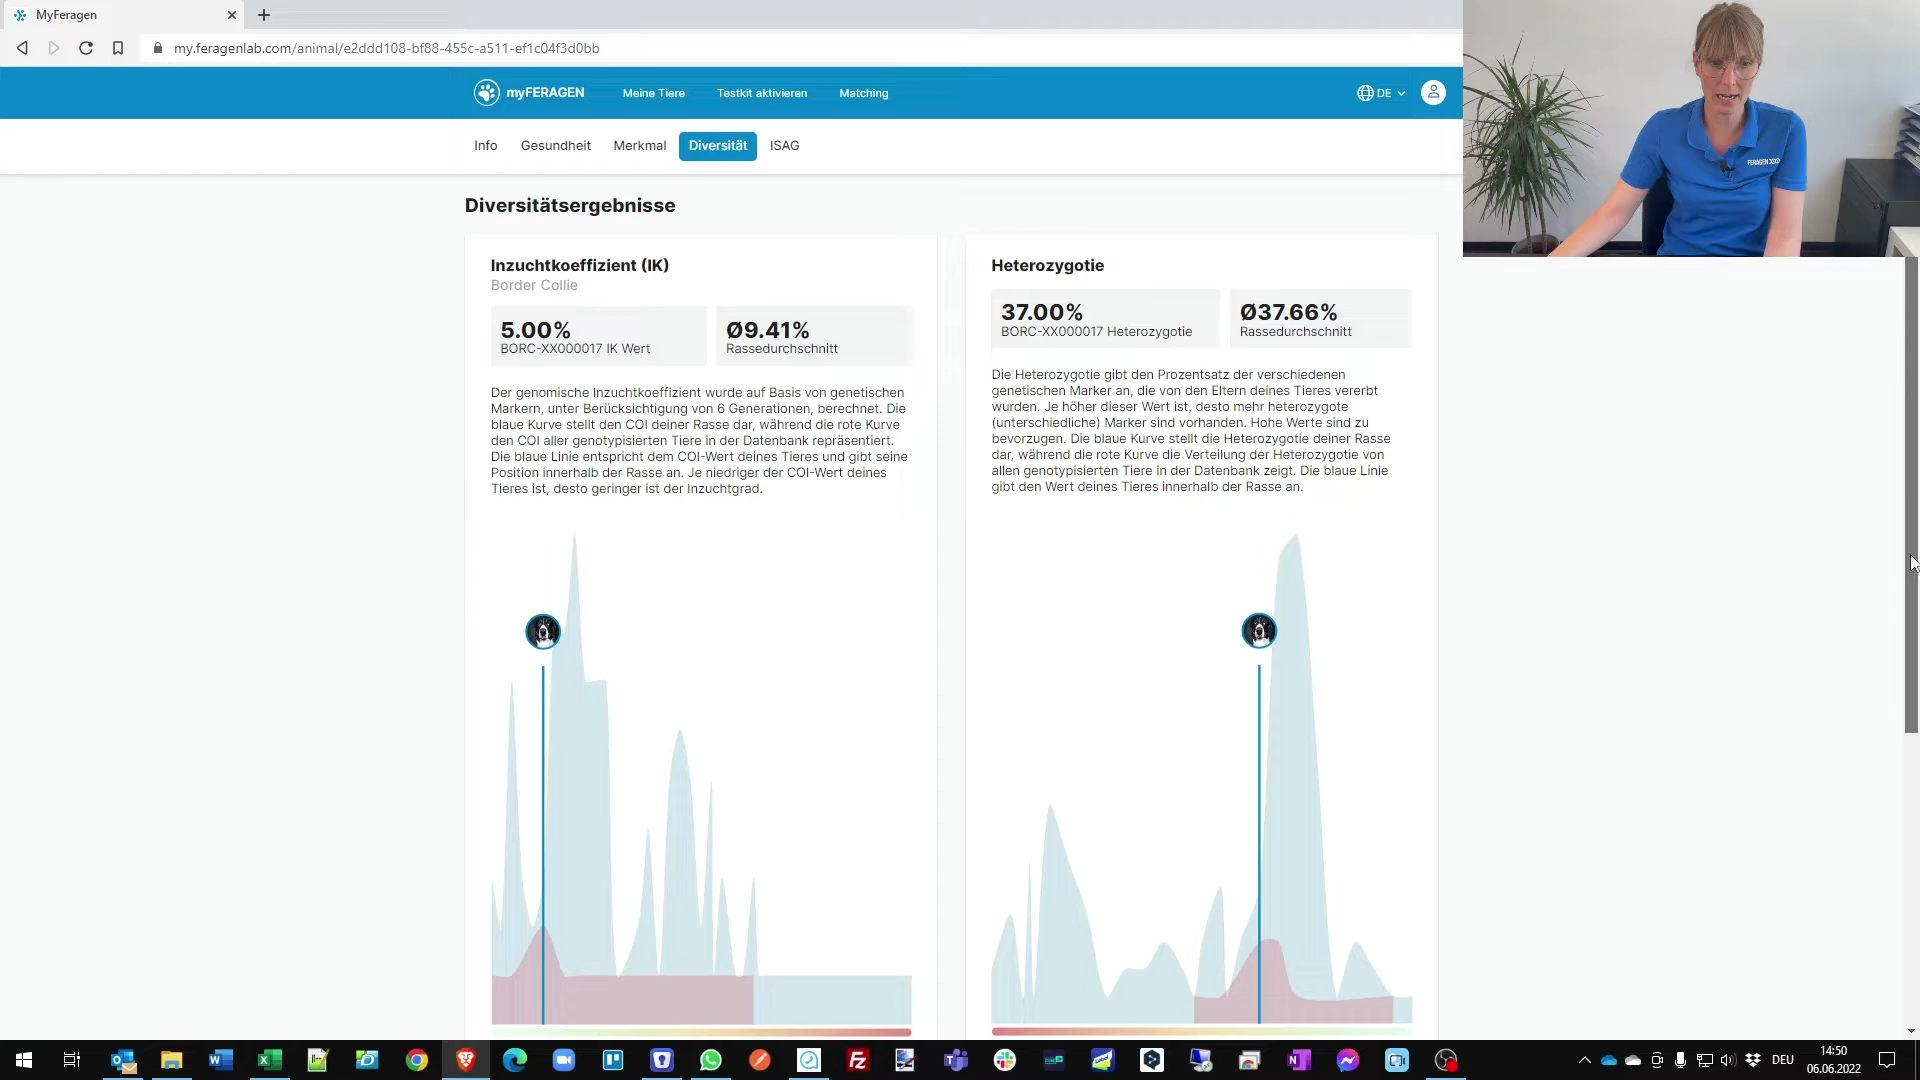 MyFeragen
my.feragenlab.com/animal/e2ddd108-bf88-455c-a511-ef1c04f3d0bb
myFERAGEN
Meine Tiere
Testkit aktivieren
Matching
DE
FERAGEN
Info
Gesundheit
Merkmal
Diversität
ISAG
Diversitätsergebnisse
Inzuchtkoeffizient (IK)
Border Collie
5.00%
BORC-XX000017 IK Wert
Ø9.41%
Rassedurchschnitt
Der genomische Inzuchtkoeffizient wurde auf Basis von genetischen
Markern, unter Berücksichtigung von 6 Generationen, berechnet. Die
blaue Kurve stellt den COI deiner Rasse dar, während die rote Kurve
den COI aller genotypisierten Tiere in der Datenbank repräsentiert.
Die blaue Linie entspricht dem COI-Wert deines Tieres und gibt seine
Position innerhalb der Rasse an. Je niedriger der COI-Wert deines
Tieres ist, desto geringer ist der Inzuchtgrad.
Heterozygotie
37.00%
BORC-XX000017 Heterozygotie
Ø37.66%
Rassedurchschnitt
Die Heterozygotie gibt den Prozentsatz der verschiedenen
genetischen Marker an, die von den Eltern deines Tieres vererbt
wurden. Je höher dieser Wert ist, desto mehr heterozygote
(unterschiedliche) Marker sind vorhanden. Hohe Werte sind zu
bevorzugen. Die blaue Kurve stellt die Heterozygotie deiner Rasse
dar, während die rote Kurve die Verteilung der Heterozygotie von
allen genotypisierten Tiere in der Datenbank zeigt. Die blaue Linie
gibt den Wert deines Tieres innerhalb der Rasse an.
DEU
14:50
06.06.2022